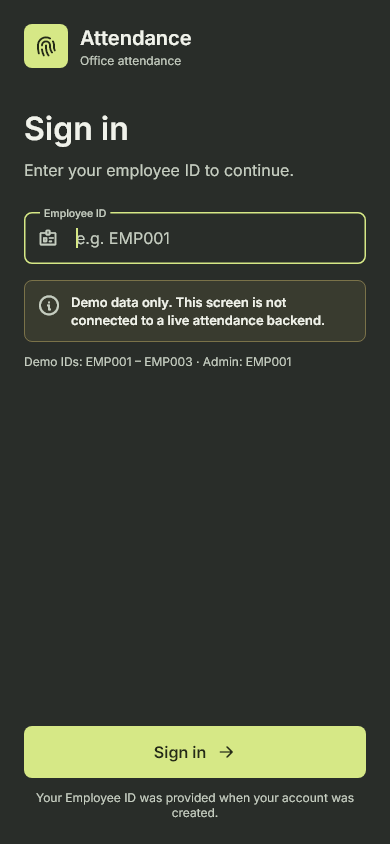 Attendance
Office attendance
Sign in
Enter your employee ID to continue.
Employee ID
e.g. EMP001
Demo data only. This screen is not
connected to a live attendance backend.
Demo IDs: EMP001 – EMP003 · Admin: EMP001
Sign in →
Your Employee ID was provided when your account was
created.